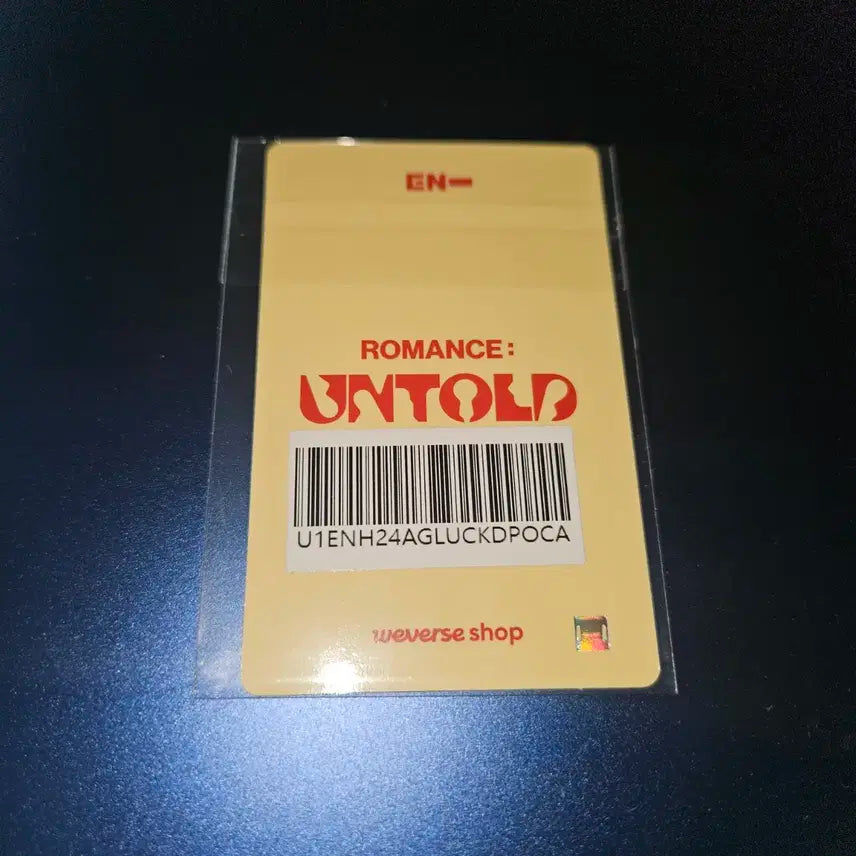 EN-
ROMANCE:
UNTOLD
U1ENH24AGLUCKDPOCA
weverse shop